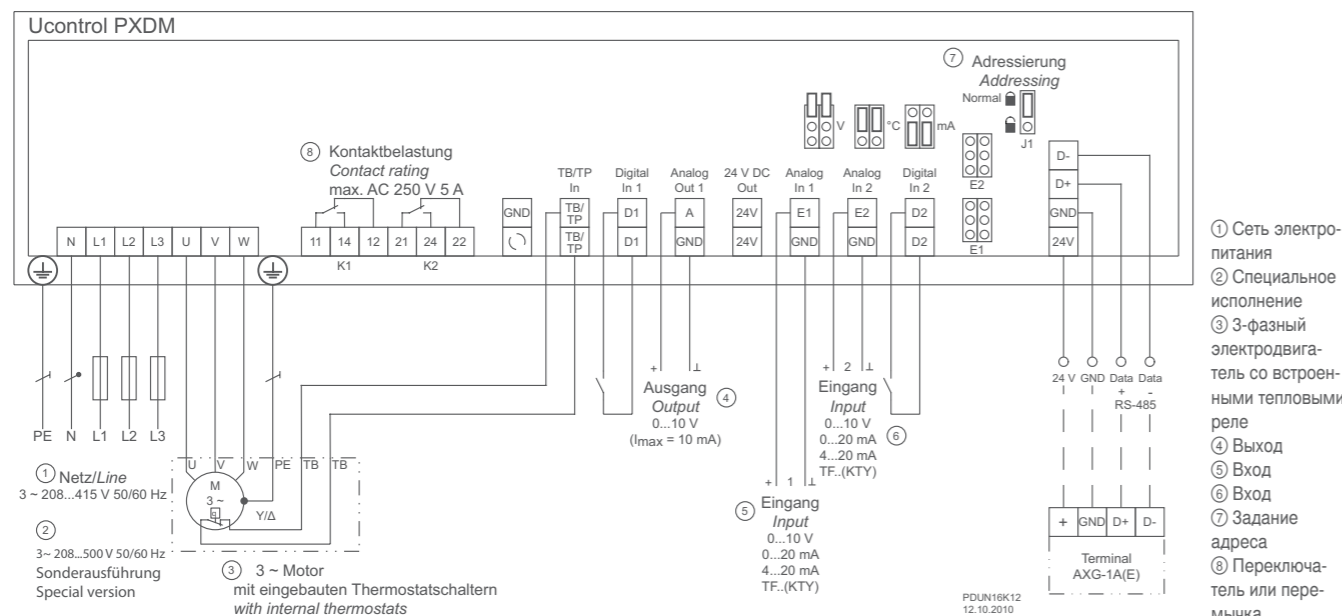 Ucontrol PXDM
⑦ Adressierung
Addressing
Normal
J1
V
°C
mA
E2
E1
⑧ Kontaktbelastung
Contact rating
max. AC 250 V 5 A
TB/TP
In
Digital
In 1
Analog
Out 1
24 V DC
Out
Analog
In 1
Analog
In 2
Digital
In 2
N L1 L2 L3 U V W
11 14 12 21 24 22
K1 K2
GND
TB/
TP
TB/
TP
D1
D1
A
GND
24V
24V
E1
GND
E2
GND
D2
D2
D-
D+
GND
24V
PE N L1 L2 L3
① Netz/Line
3 ~ 208...415 V 50/60 Hz
②
3~ 208...500 V 50/60 Hz
Sonderausführung
Special version
U V W PE TB TB
M
3 ~
Y/Δ
③ 3 ~ Motor
mit eingebauten Thermostatschaltern
with internal thermostats
+ ⊥
Ausgang
Output ④
0...10 V
(Imax = 10 mA)
+ 1 ⊥
⑤ Eingang
Input
0...10 V
0...20 mA
4...20 mA
TF..(KTY)
+ 2 ⊥
Eingang
Input
0...10 V
0...20 mA ⑥
4...20 mA
TF..(KTY)
24 V GND Data Data
+ -
RS-485
+ GND D+ D-
Terminal
AXG-1A(E)
PDUN16K12
12.10.2010
① Сеть электро-
питания
② Специальное
исполнение
③ 3-фазный
электродвига-
тель со встроен-
ными тепловыми
реле
④ Выход
⑤ Вход
⑥ Вход
⑦ Задание
адреса
⑧ Переключа-
тель или пере-
мычка